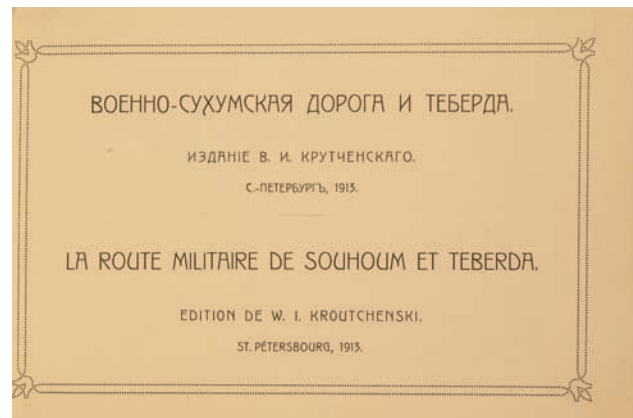 ВОЕННО-СУХУМСКАЯ ДОРОГА И ТЕБЕРДА.
ИЗДАНІЕ В. И. КРУТЧЕНСКАГО.
С.-ПЕТЕРБУРГЪ, 1913.
LA ROUTE MILITAIRE DE SOUHOUM ET TEBERDA.
EDITION DE W. I. KROUTCHENSKI.
ST. PÉTERSBOURG, 1913.